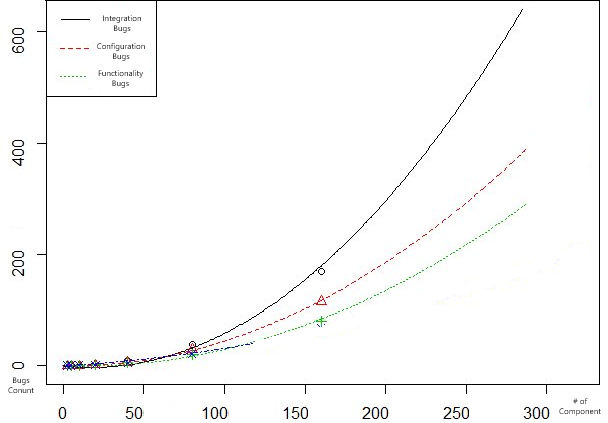 Integration
Bugs
Configuration
Bugs
Functionality
Bugs
600
400
200
0
Bugs
Conunt
0 50 100 150 200 250 300
# of
Component